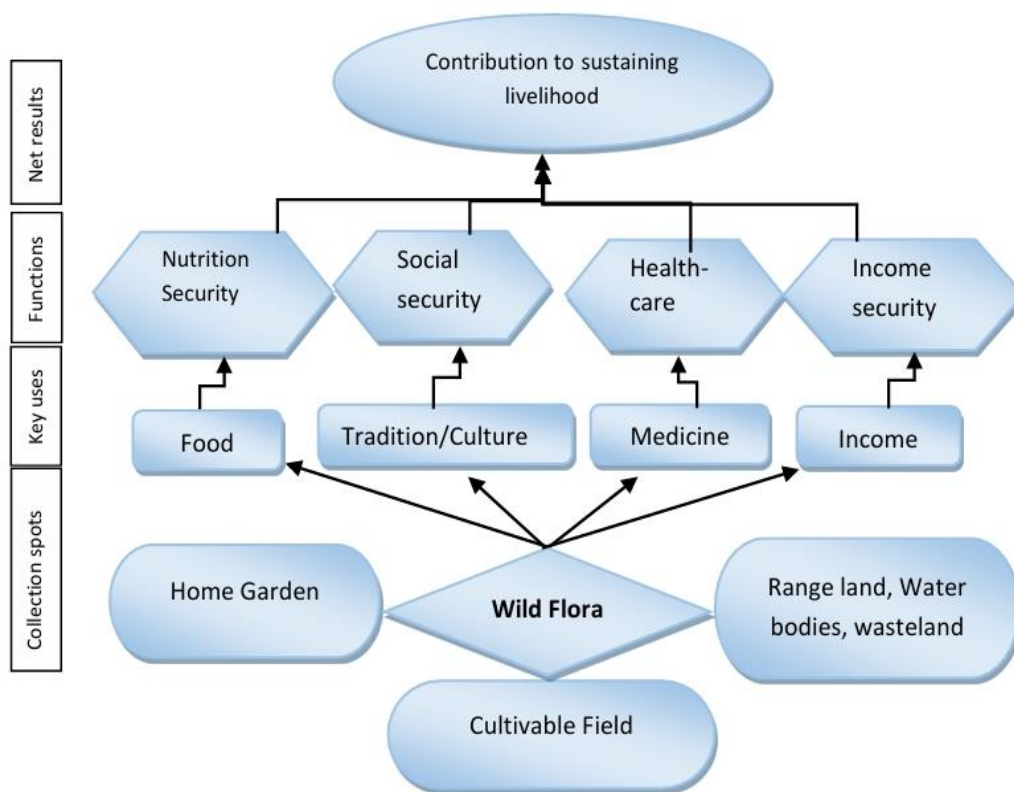 Contribution to sustaining
livelihood
Net results
Nutrition
Security
Social
security
Health-
care
Income
security
Functions
Food
Tradition/Culture
Medicine
Income
Key uses
Home Garden
Wild Flora
Range land, Water
bodies, wasteland
Cultivable Field
Collection spots